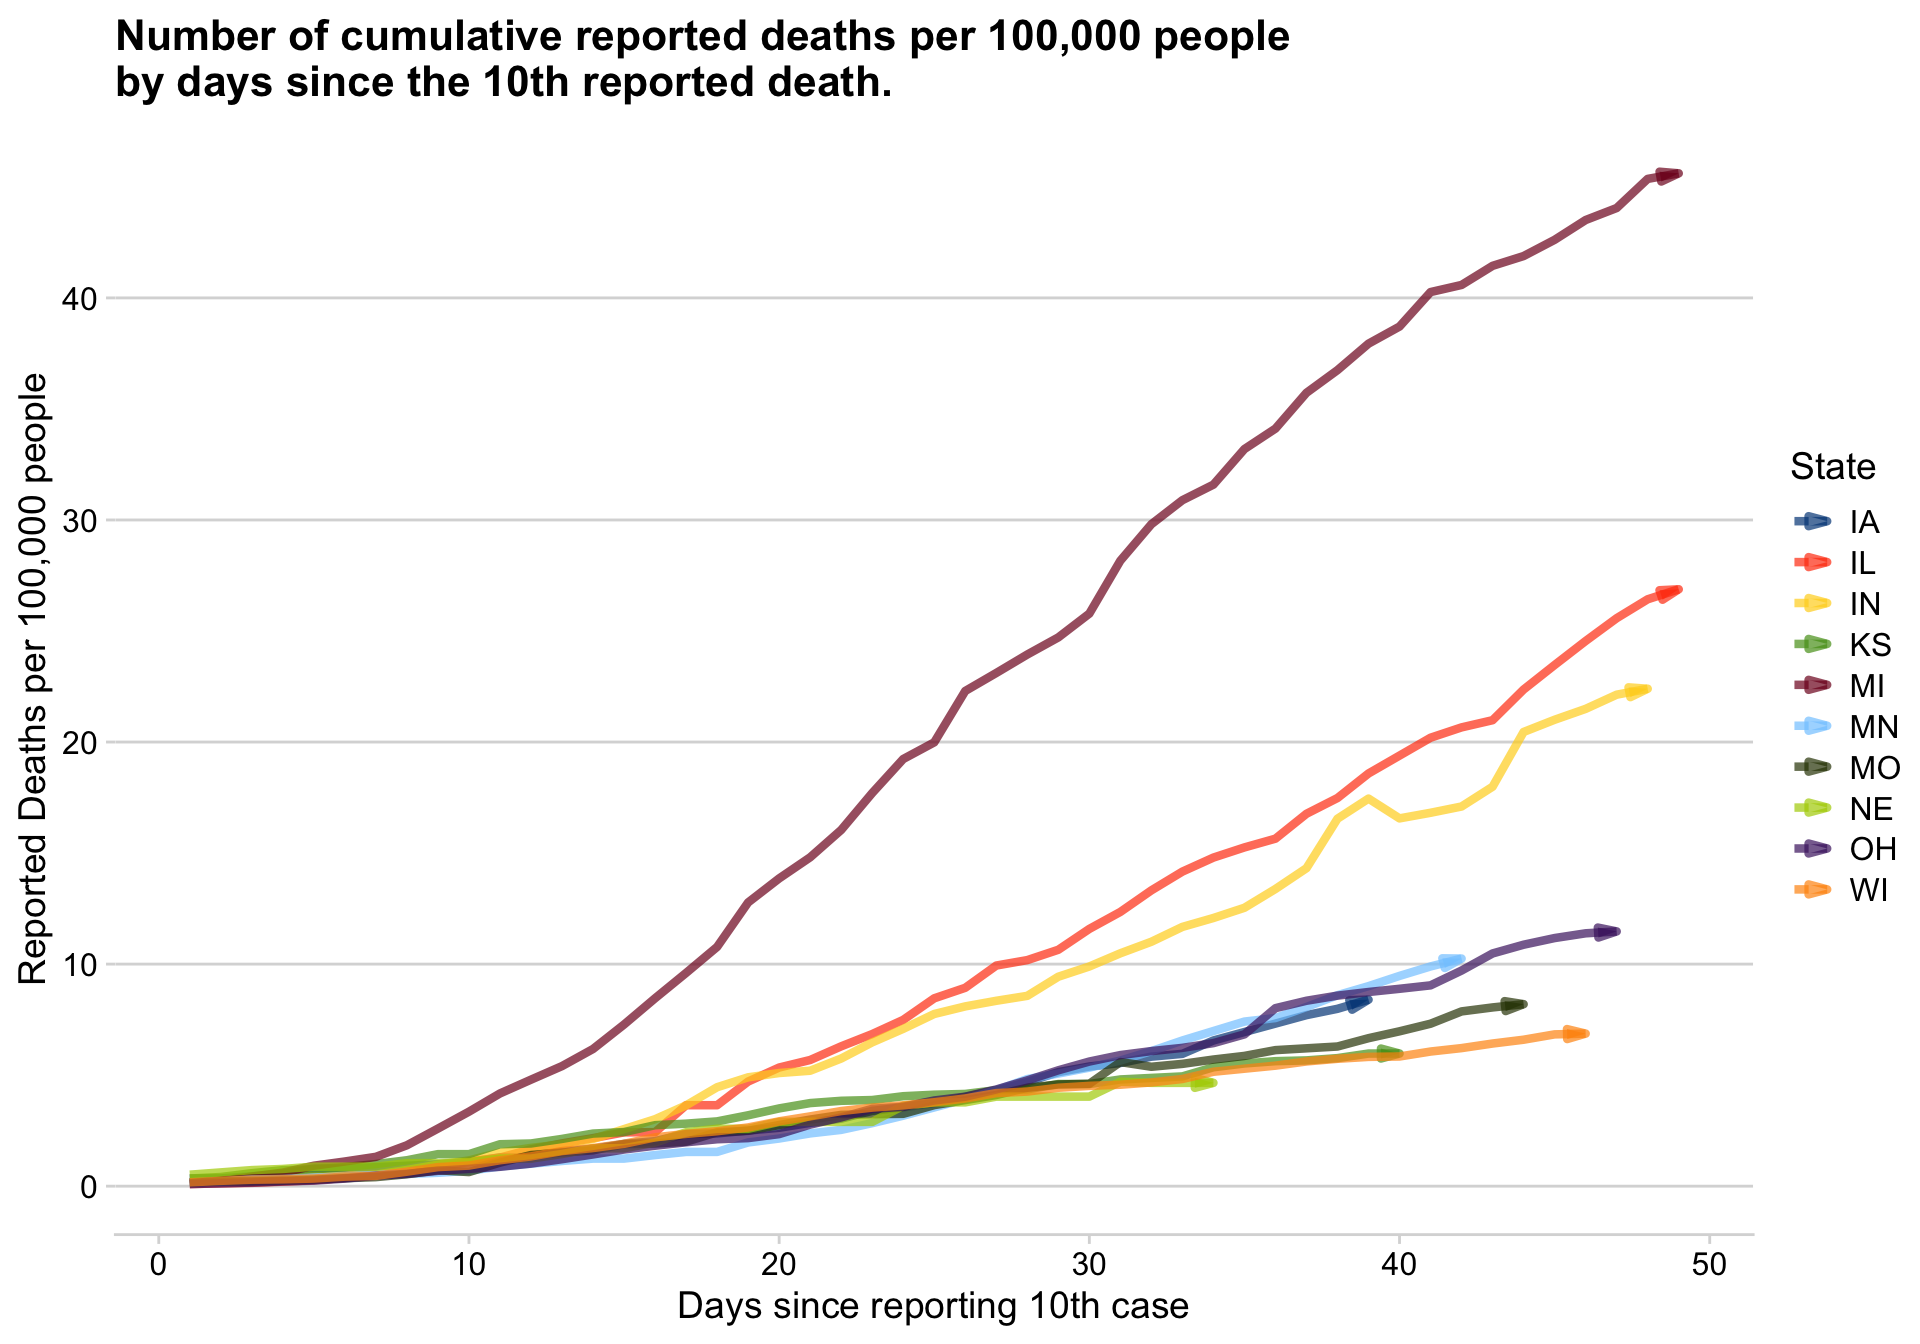 Number of cumulative reported deaths per 100,000 people
by days since the 10th reported death.
Reported Deaths per 100,000 people
40
30
20
10
0
0 10 20 30 40 50
Days since reporting 10th case
State
IA
IL
IN
KS
MI
MN
MO
NE
OH
WI